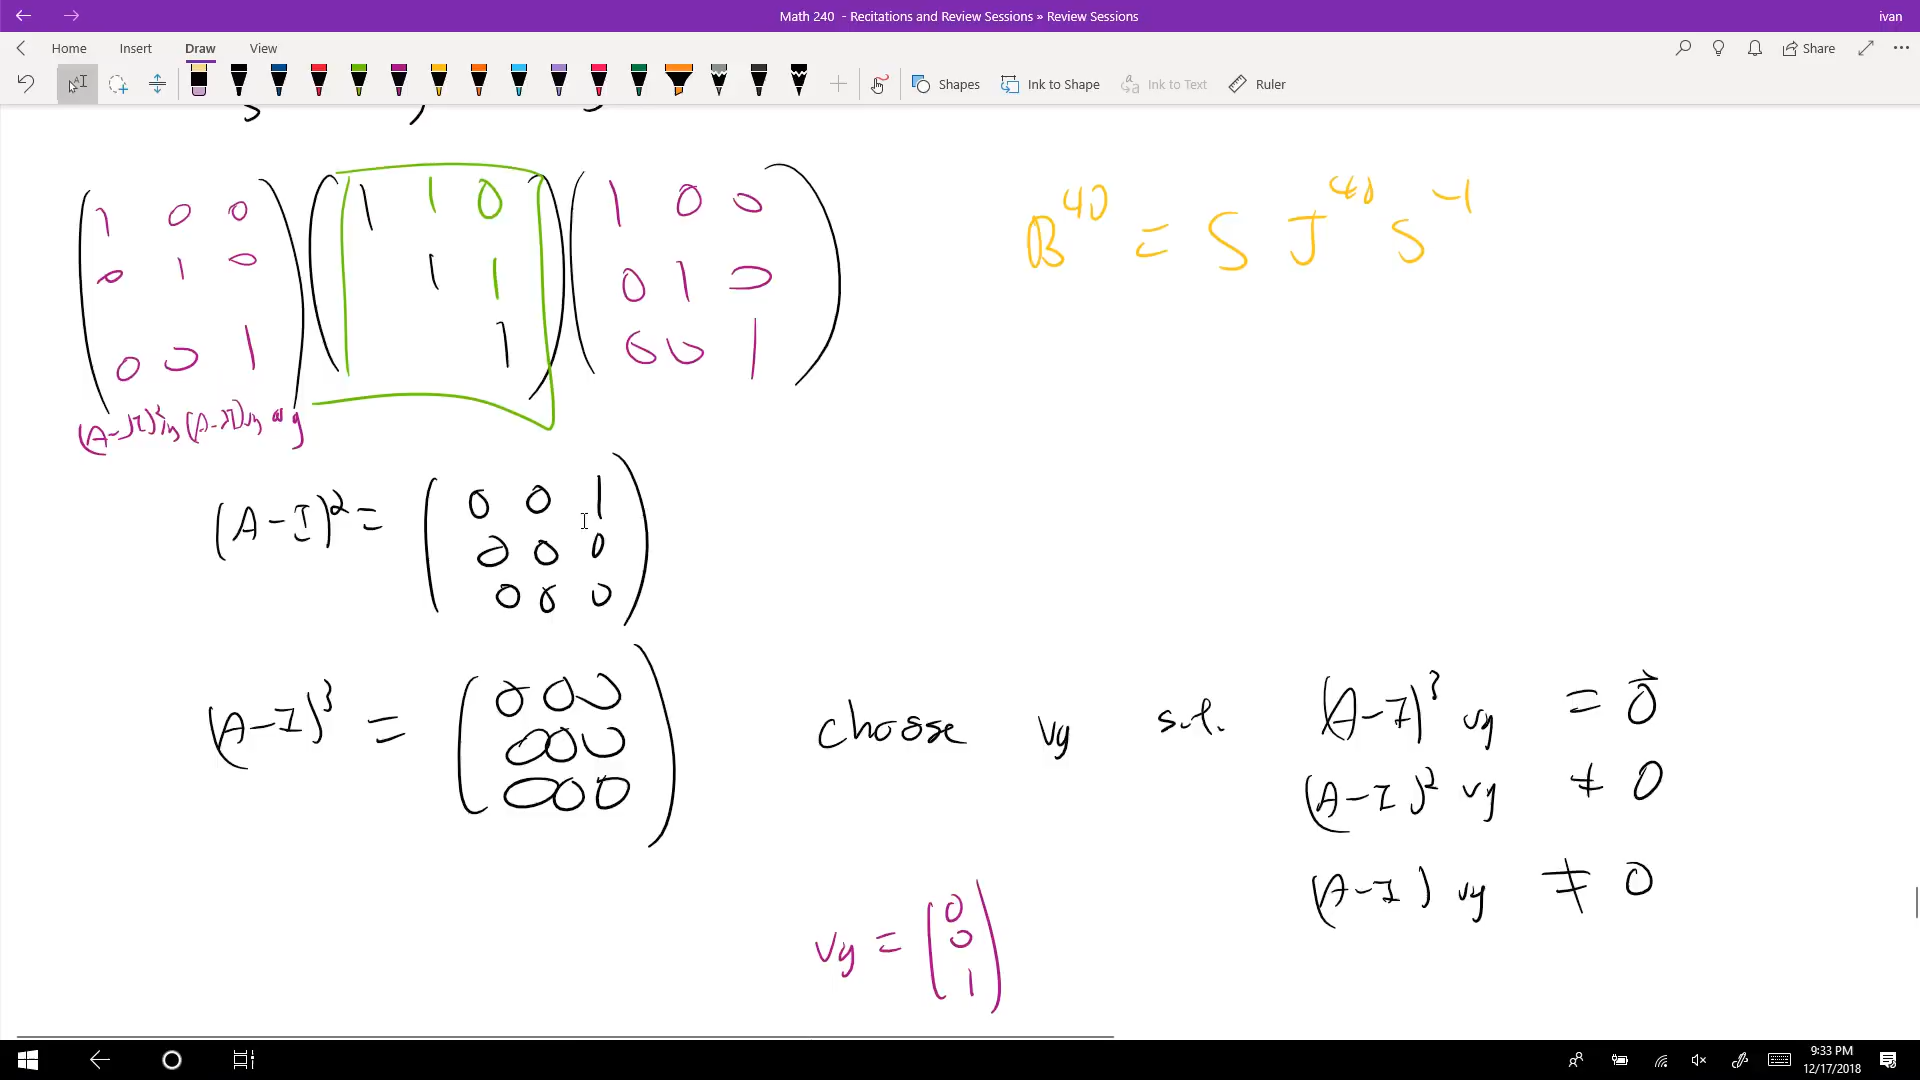 Math 240 - Recitations and Review Sessions » Review Sessions
ivan
Home Insert Draw View
Share
Shapes Ink to Shape Ink to Text Ruler
1 0 0 1 1 0 1 0 0
0 1 0 1 1 0 1 0
0 0 1 1 0 0 1
B^40 = S J^40 S^-1
(A-I)^2 = 0 0 1
0 0 0
0 0 0
(A-I)^3 = 0 0 0
0 0 0
0 0 0
choose vg s.t. (A-I)^3 vg = 0⃗
(A-I)^2 vg ≠ 0
(A-I) vg ≠ 0
vg = 0
0
1
9:33 PM
12/17/2018